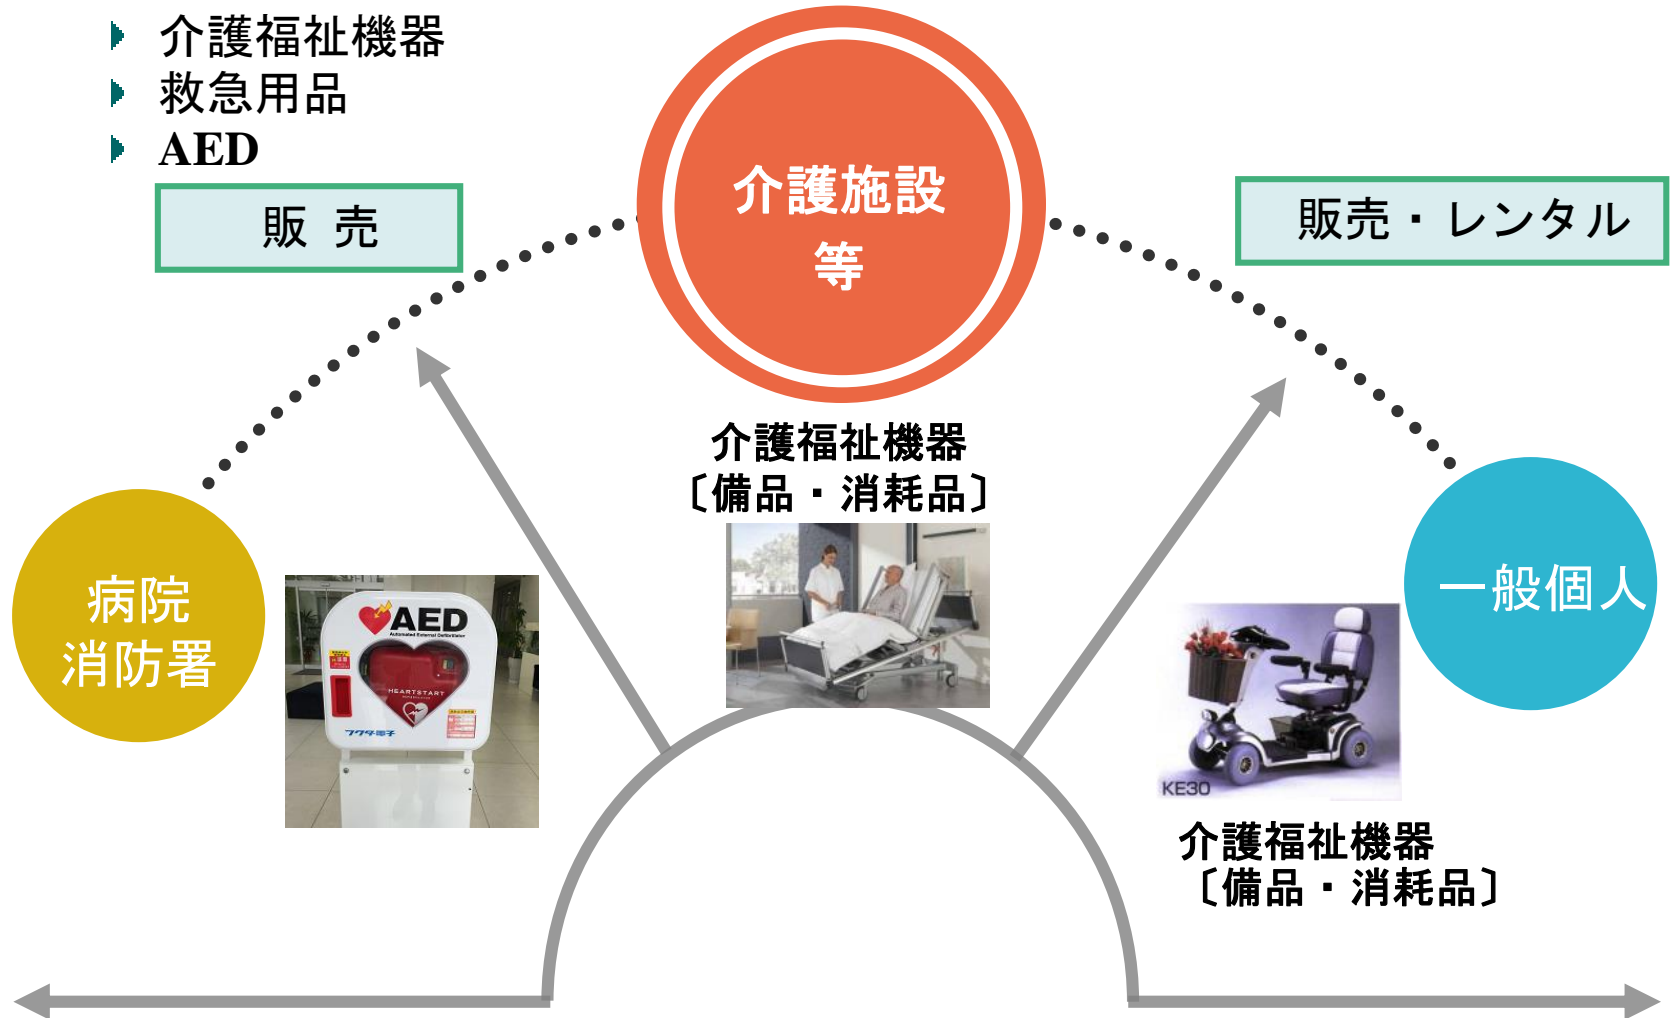 介護福祉機器
救急用品
AED
販 売
介護施設
等
販売・レンタル
介護福祉機器
〔備品・消耗品〕
病院
消防署
AED
Automated External Defibrillator
HEARTSTART
フクダ電子
一般個人
KE30
介護福祉機器
〔備品・消耗品〕